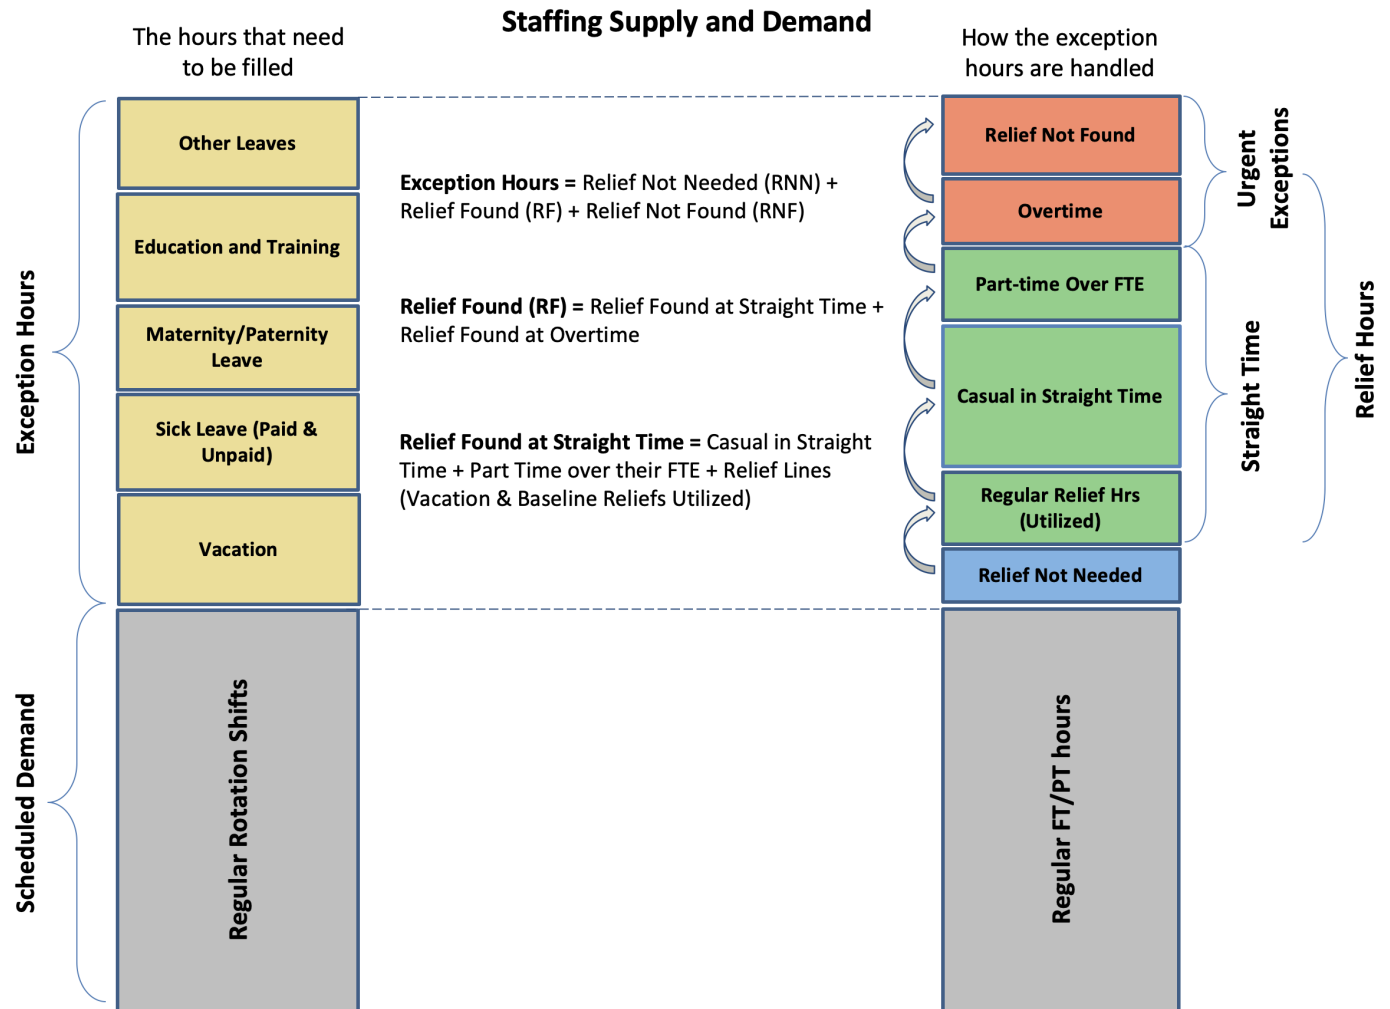 Staffing Supply and Demand
The hours that need
to be filled
How the exception
hours are handled
Exception Hours
Other Leaves
Education and Training
Maternity/Paternity
Leave
Sick Leave (Paid &
Unpaid)
Vacation
Scheduled Demand
Regular Rotation Shifts
Exception Hours = Relief Not Needed (RNN) +
Relief Found (RF) + Relief Not Found (RNF)
Relief Found (RF) = Relief Found at Straight Time +
Relief Found at Overtime
Relief Found at Straight Time = Casual in Straight
Time + Part Time over their FTE + Relief Lines
(Vacation & Baseline Reliefs Utilized)
Relief Not Found
Overtime
Part-time Over FTE
Casual in Straight Time
Regular Relief Hrs
(Utilized)
Relief Not Needed
Regular FT/PT hours
Urgent
Exceptions
Straight Time
Relief Hours